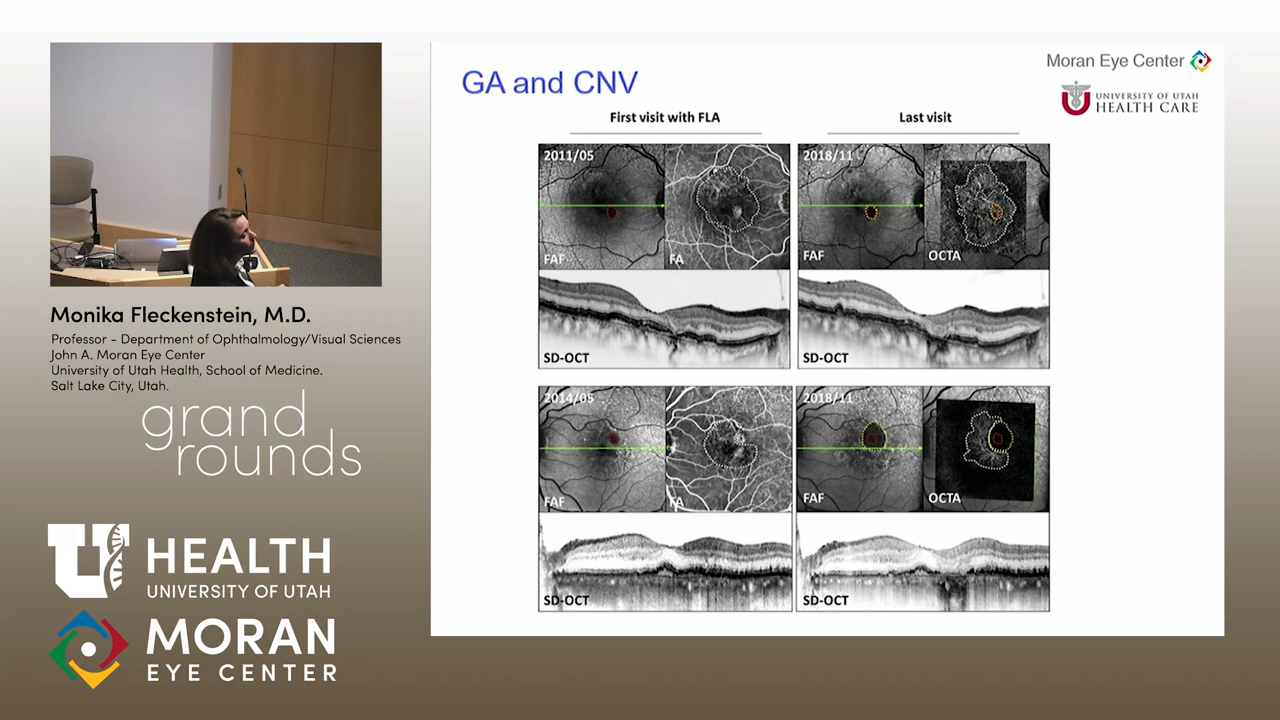 Monika Fleckenstein, M.D.
Professor - Department of Ophthalmology/Visual Sciences
John A. Moran Eye Center
University of Utah Health, School of Medicine.
Salt Lake City, Utah.
grand
rounds
U HEALTH
UNIVERSITY OF UTAH
MORAN
EYE CENTER
GA and CNV
Moran Eye Center
U UNIVERSITY OF UTAH
HEALTH CARE
First visit with FLA
Last visit
2011/05
FAF
FA
SD-OCT
2018/11
FAF
OCTA
SD-OCT
2014/05
FAF
FA
SD-OCT
2018/11
FAF
OCTA
SD-OCT